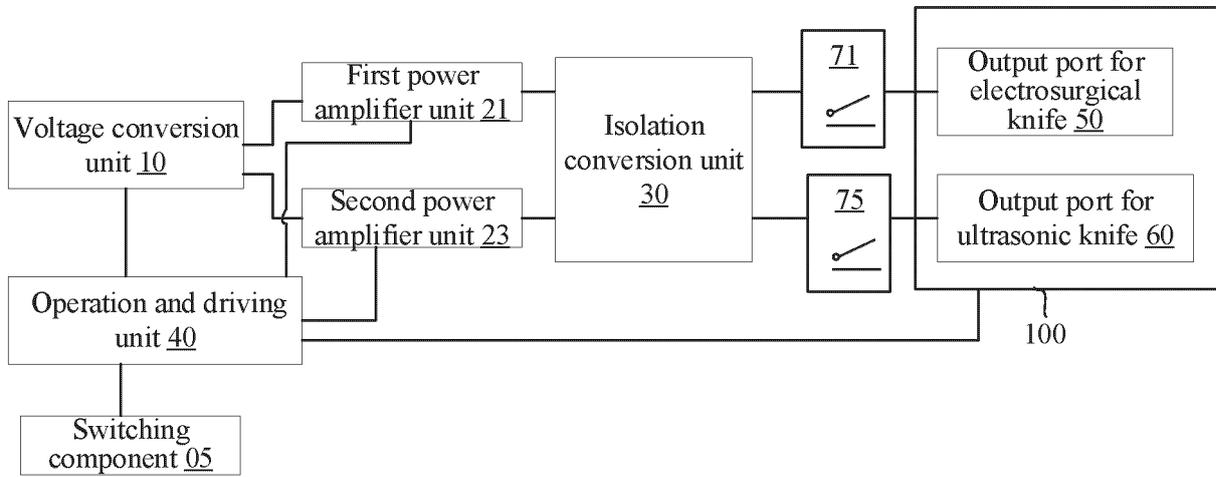 Voltage conversion
unit 10
First power
amplifier unit 21
Second power
amplifier unit 23
Isolation
conversion unit
30
71
75
Output port for
electrosurgical
knife 50
Output port for
ultrasonic knife 60
100
Operation and driving
unit 40
Switching
component 05